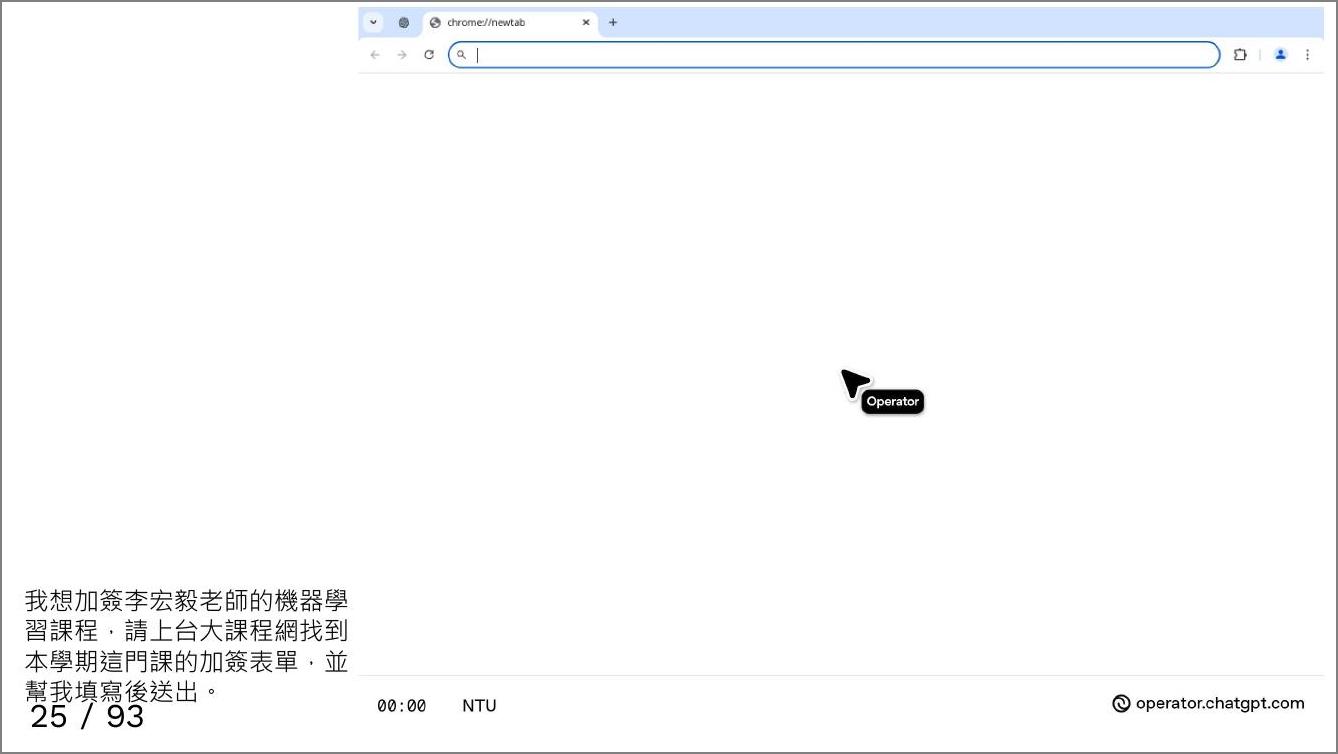 chrome://newtab
Operator
我想加簽李宏毅老師的機器學
習課程，請上台大課程網找到
本學期這門課的加簽表單，並
幫我填寫後送出。
25 / 93
00:00 NTU
operator.chatgpt.com